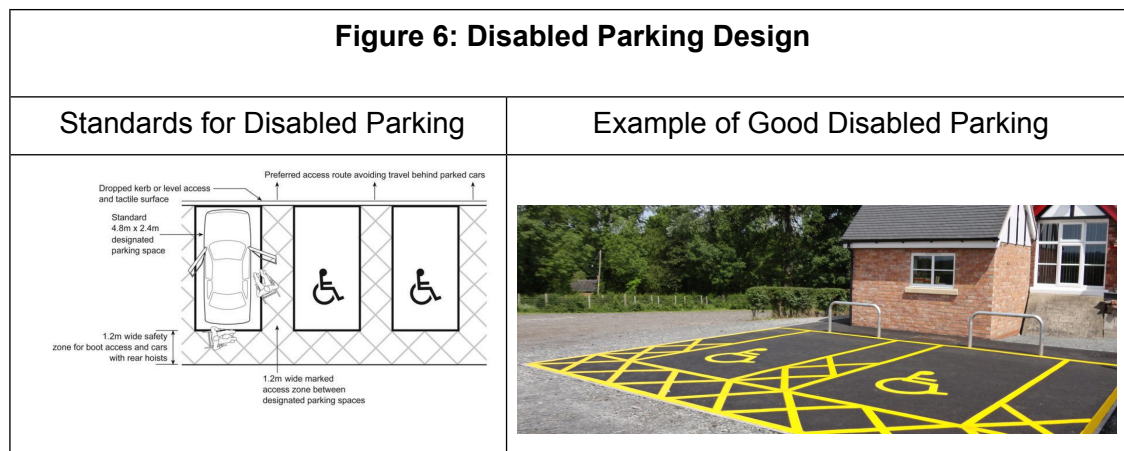 Figure 6: Disabled Parking Design
Standards for Disabled Parking
Example of Good Disabled Parking
Preferred access route avoiding travel behind parked cars
Dropped kerb or level access
and tactile surface
Standard
4.8m x 2.4m
designated
parking space
1.2m wide safety
zone for boot access and cars
with rear hoists
1.2m wide marked
access zone between
designated parking spaces